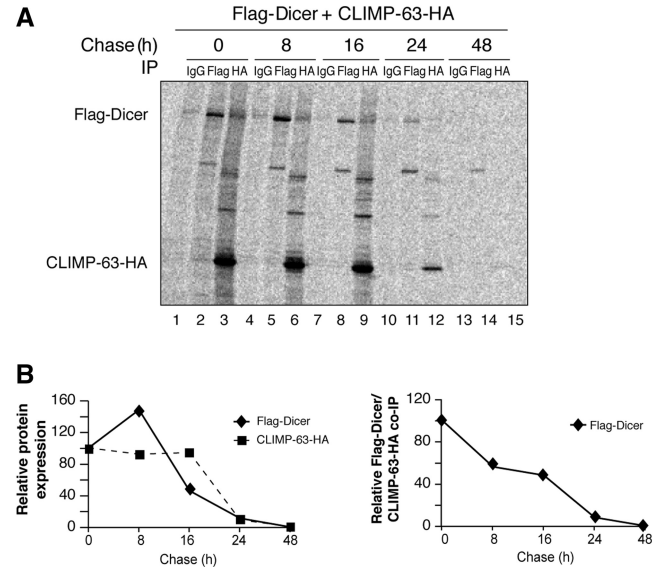 A
Flag-Dicer + CLIMP-63-HA
Chase (h) 0 8 16 24 48
IP IgG Flag HA IgG Flag HA IgG Flag HA IgG Flag HA IgG Flag HA
Flag-Dicer
CLIMP-63-HA
1 2 3 4 5 6 7 8 9 10 11 12 13 14 15
B
Relative protein
expression
160
120
80
40
0
0 8 16 24 48
Chase (h)
Flag-Dicer
CLIMP-63-HA
Relative Flag-Dicer/
CLIMP-63-HA co-IP
120
80
40
0
0 8 16 24 48
Chase (h)
Flag-Dicer